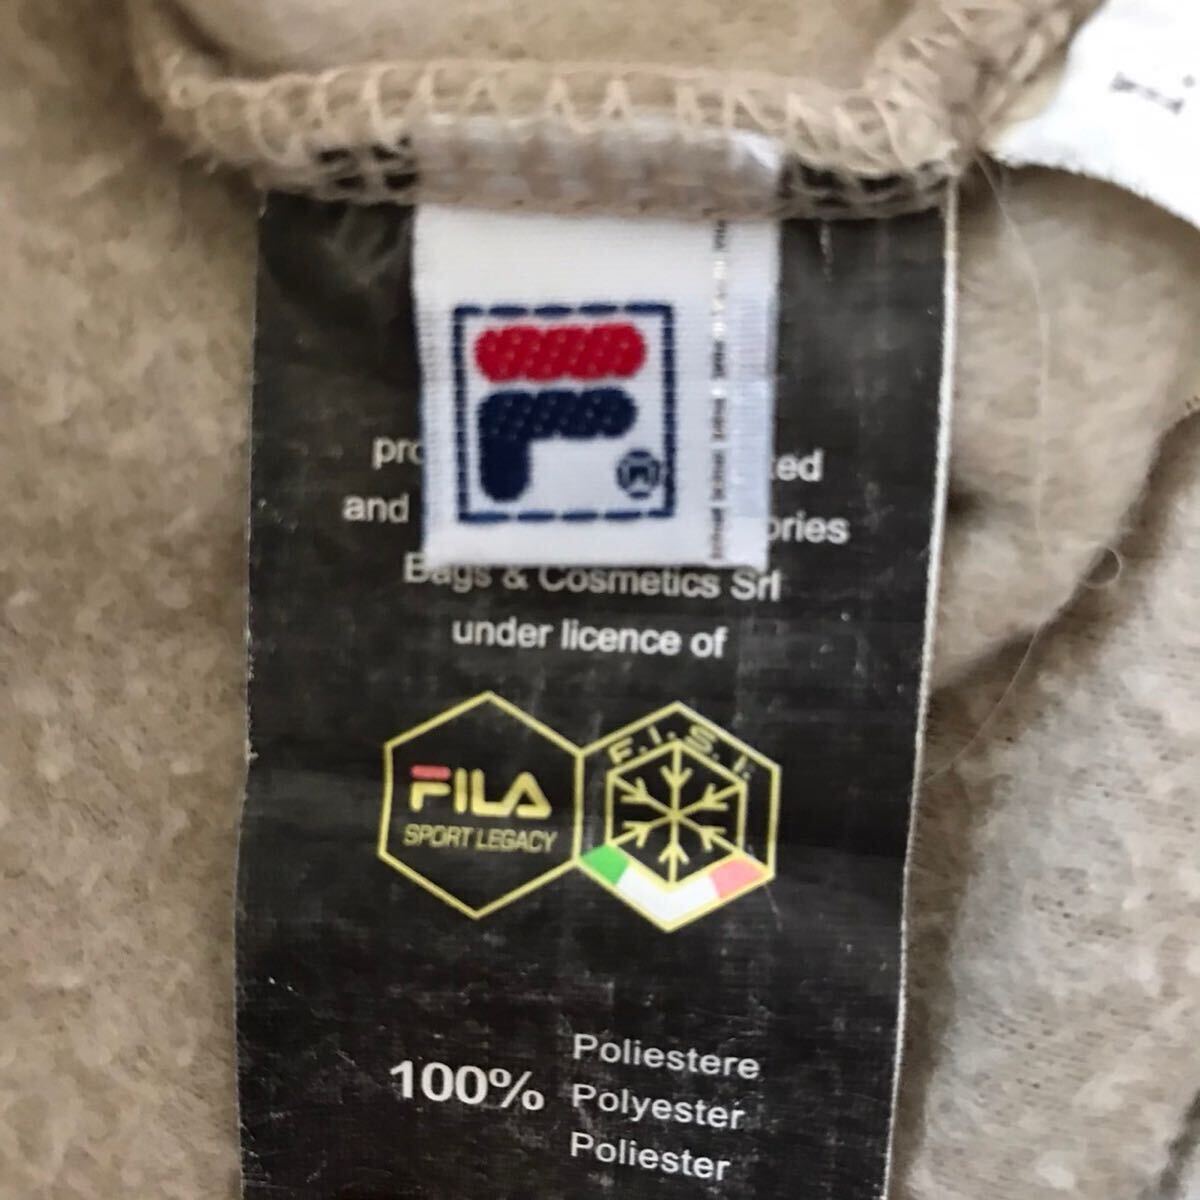 pro ed
and ories
Bags & Cosmetics Srl
under licence of
FILA
SPORT LEGACY
F.I.S.I.
100%
Poliestere
Polyester
Poliester